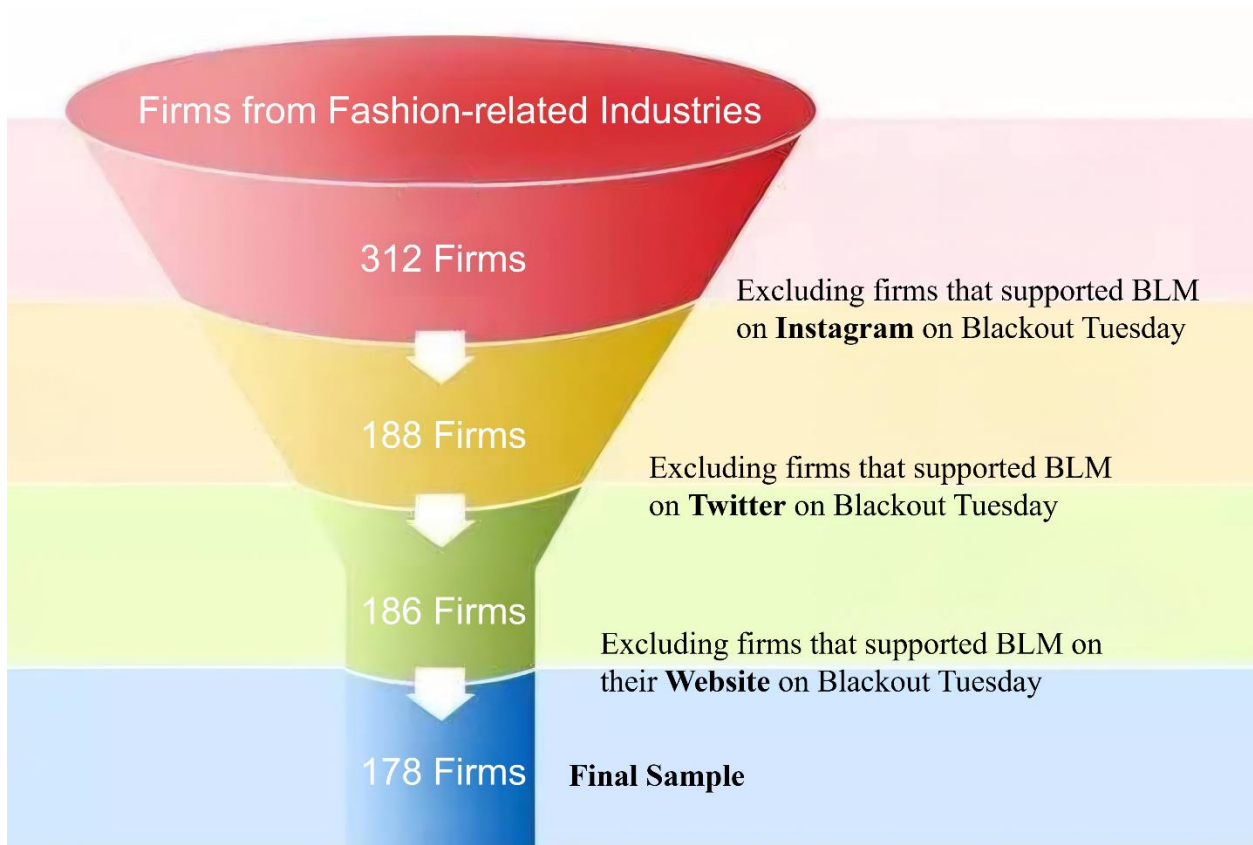 Firms from Fashion-related Industries
312 Firms
Excluding firms that supported BLM
on Instagram on Blackout Tuesday
188 Firms
Excluding firms that supported BLM
on Twitter on Blackout Tuesday
186 Firms
Excluding firms that supported BLM on
their Website on Blackout Tuesday
178 Firms
Final Sample